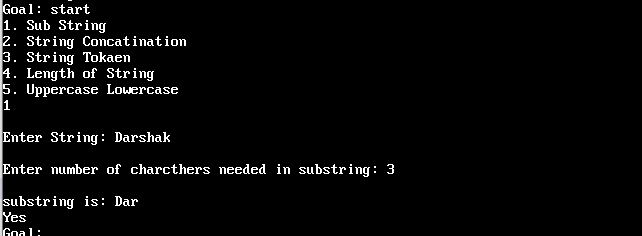 Goal: start
1. Sub String
2. String Concatination
3. String Tokaen
4. Length of String
5. Uppercase Lowercase
1
Enter String: Darshak
Enter number of charcthers needed in substring: 3
substring is: Dar
Yes
Goal: